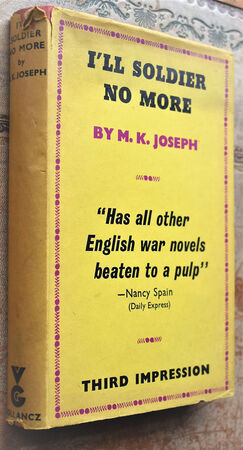 I'LL
SOLDIER
NO MORE
by
M. K.
JOSEPH
VG
I'LL SOLDIER
NO MORE
BY M. K. JOSEPH
"Has all other
English war novels
beaten to a pulp"
—Nancy Spain
(Daily Express)
THIRD IMPRESSION